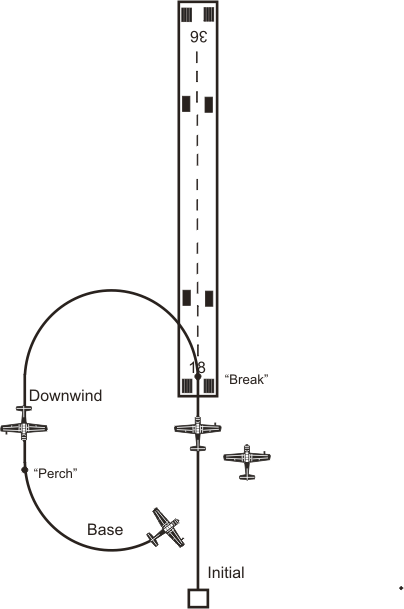 36
18
“Break”
Downwind
“Perch”
Base
Initial